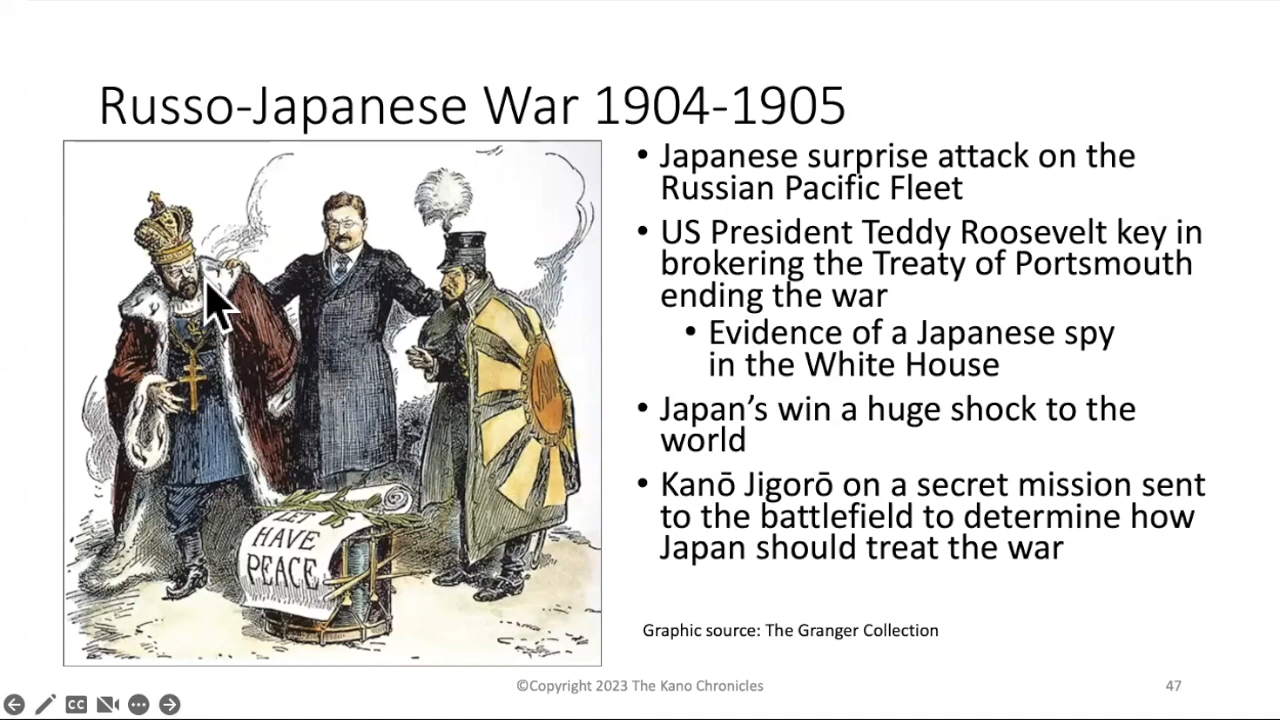 Russo-Japanese War 1904-1905
• Japanese surprise attack on the
Russian Pacific Fleet
• US President Teddy Roosevelt key in
brokering the Treaty of Portsmouth
ending the war
• Evidence of a Japanese spy
in the White House
• Japan’s win a huge shock to the
world
• Kanō Jigorō on a secret mission sent
to the battlefield to determine how
Japan should treat the war
LET
HAVE
PEACE
Graphic source: The Granger Collection
©Copyright 2023 The Kano Chronicles
47
CC